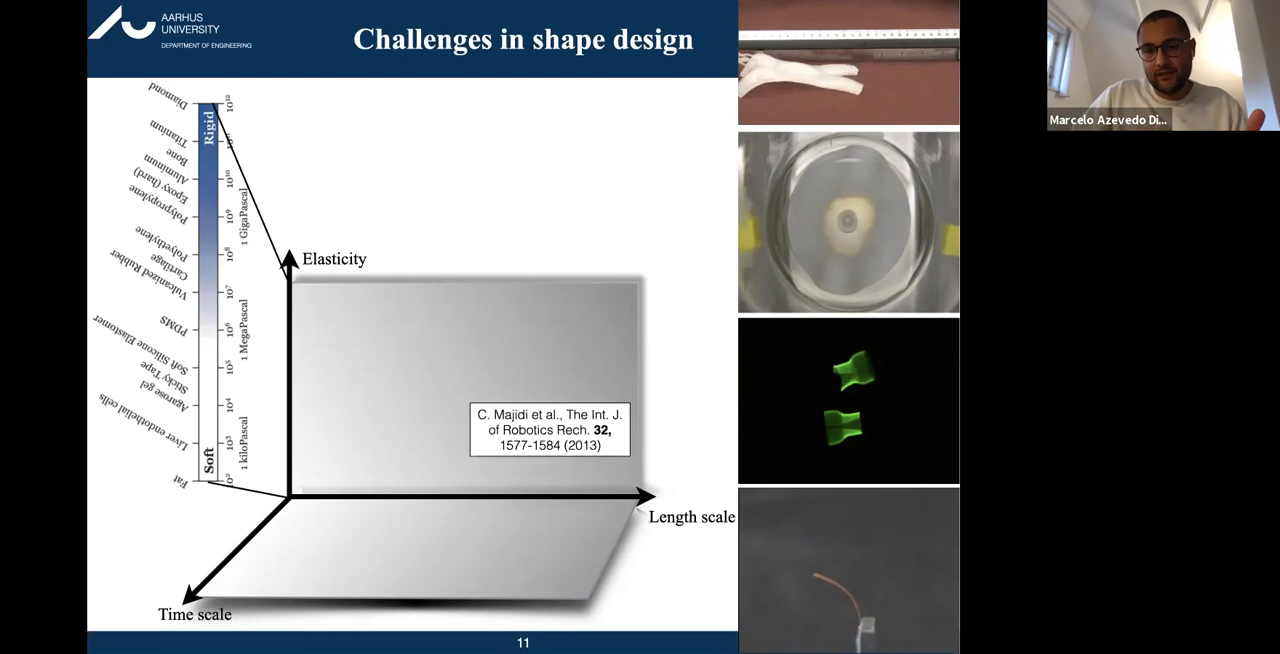 AARHUS
UNIVERSITY
DEPARTMENT OF ENGINEERING
Challenges in shape design
Diamond
Titanium
Bone
Aluminum
Epoxy (hard)
Polypropylene
Polyethylene
Cartilage
Vulcanized Rubber
PDMS
Soft Silicone Elastomer
Sticky Tape
Agarose gel
Liver endothelial cells
Fat
Rigid
Soft
10¹²
10¹⁰
10⁹
10⁸
10⁷
10⁶
10⁵
10⁴
10³
10²
1 GigaPascal
1 MegaPascal
1 kiloPascal
Elasticity
C. Majidi et al., The Int. J.
of Robotics Rech. 32,
1577-1584 (2013)
Length scale
Time scale
11
Marcelo Azevedo Di...